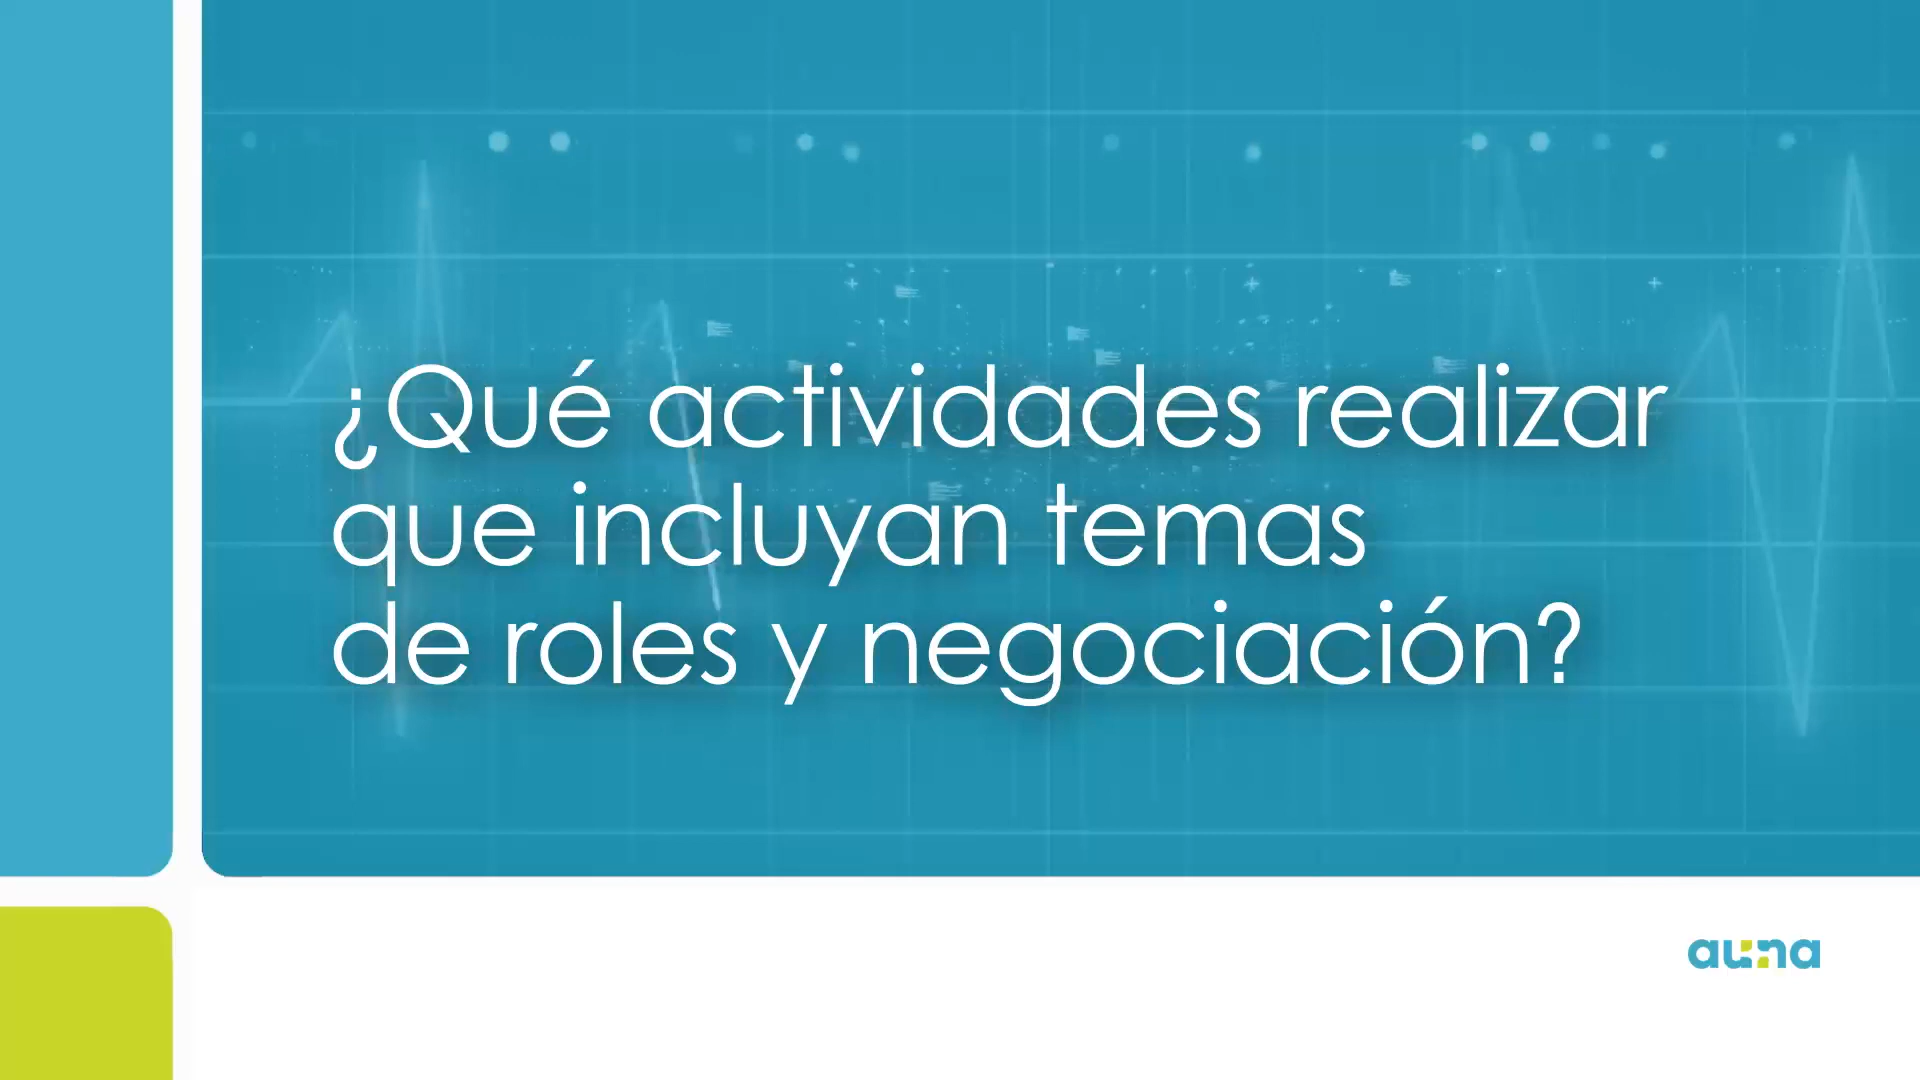 ¿Qué actividades realizar
que incluyan temas
de roles y negociación?
auna